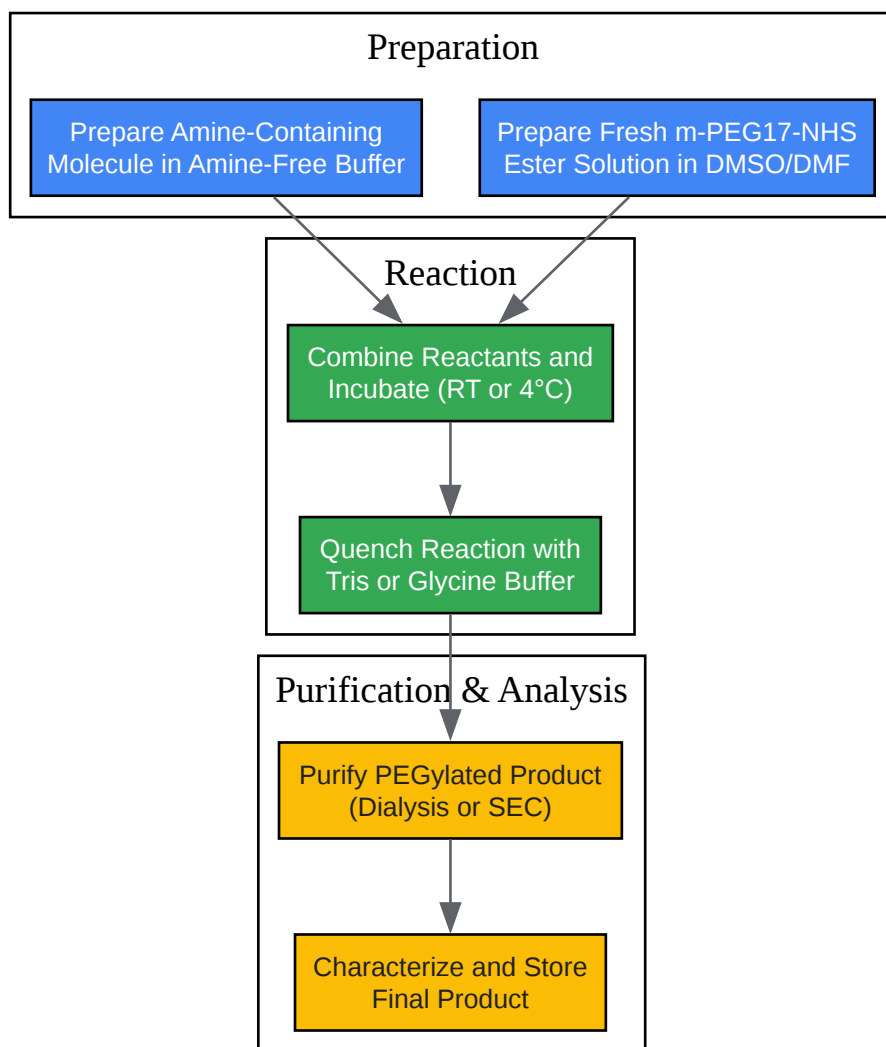 Preparation
Prepare Amine-Containing
Molecule in Amine-Free Buffer
Prepare Fresh m-PEG17-NHS
Ester Solution in DMSO/DMF
Reaction
Combine Reactants and
Incubate (RT or 4°C)
Quench Reaction with
Tris or Glycine Buffer
Purification & Analysis
Purify PEGylated Product
(Dialysis or SEC)
Characterize and Store
Final Product